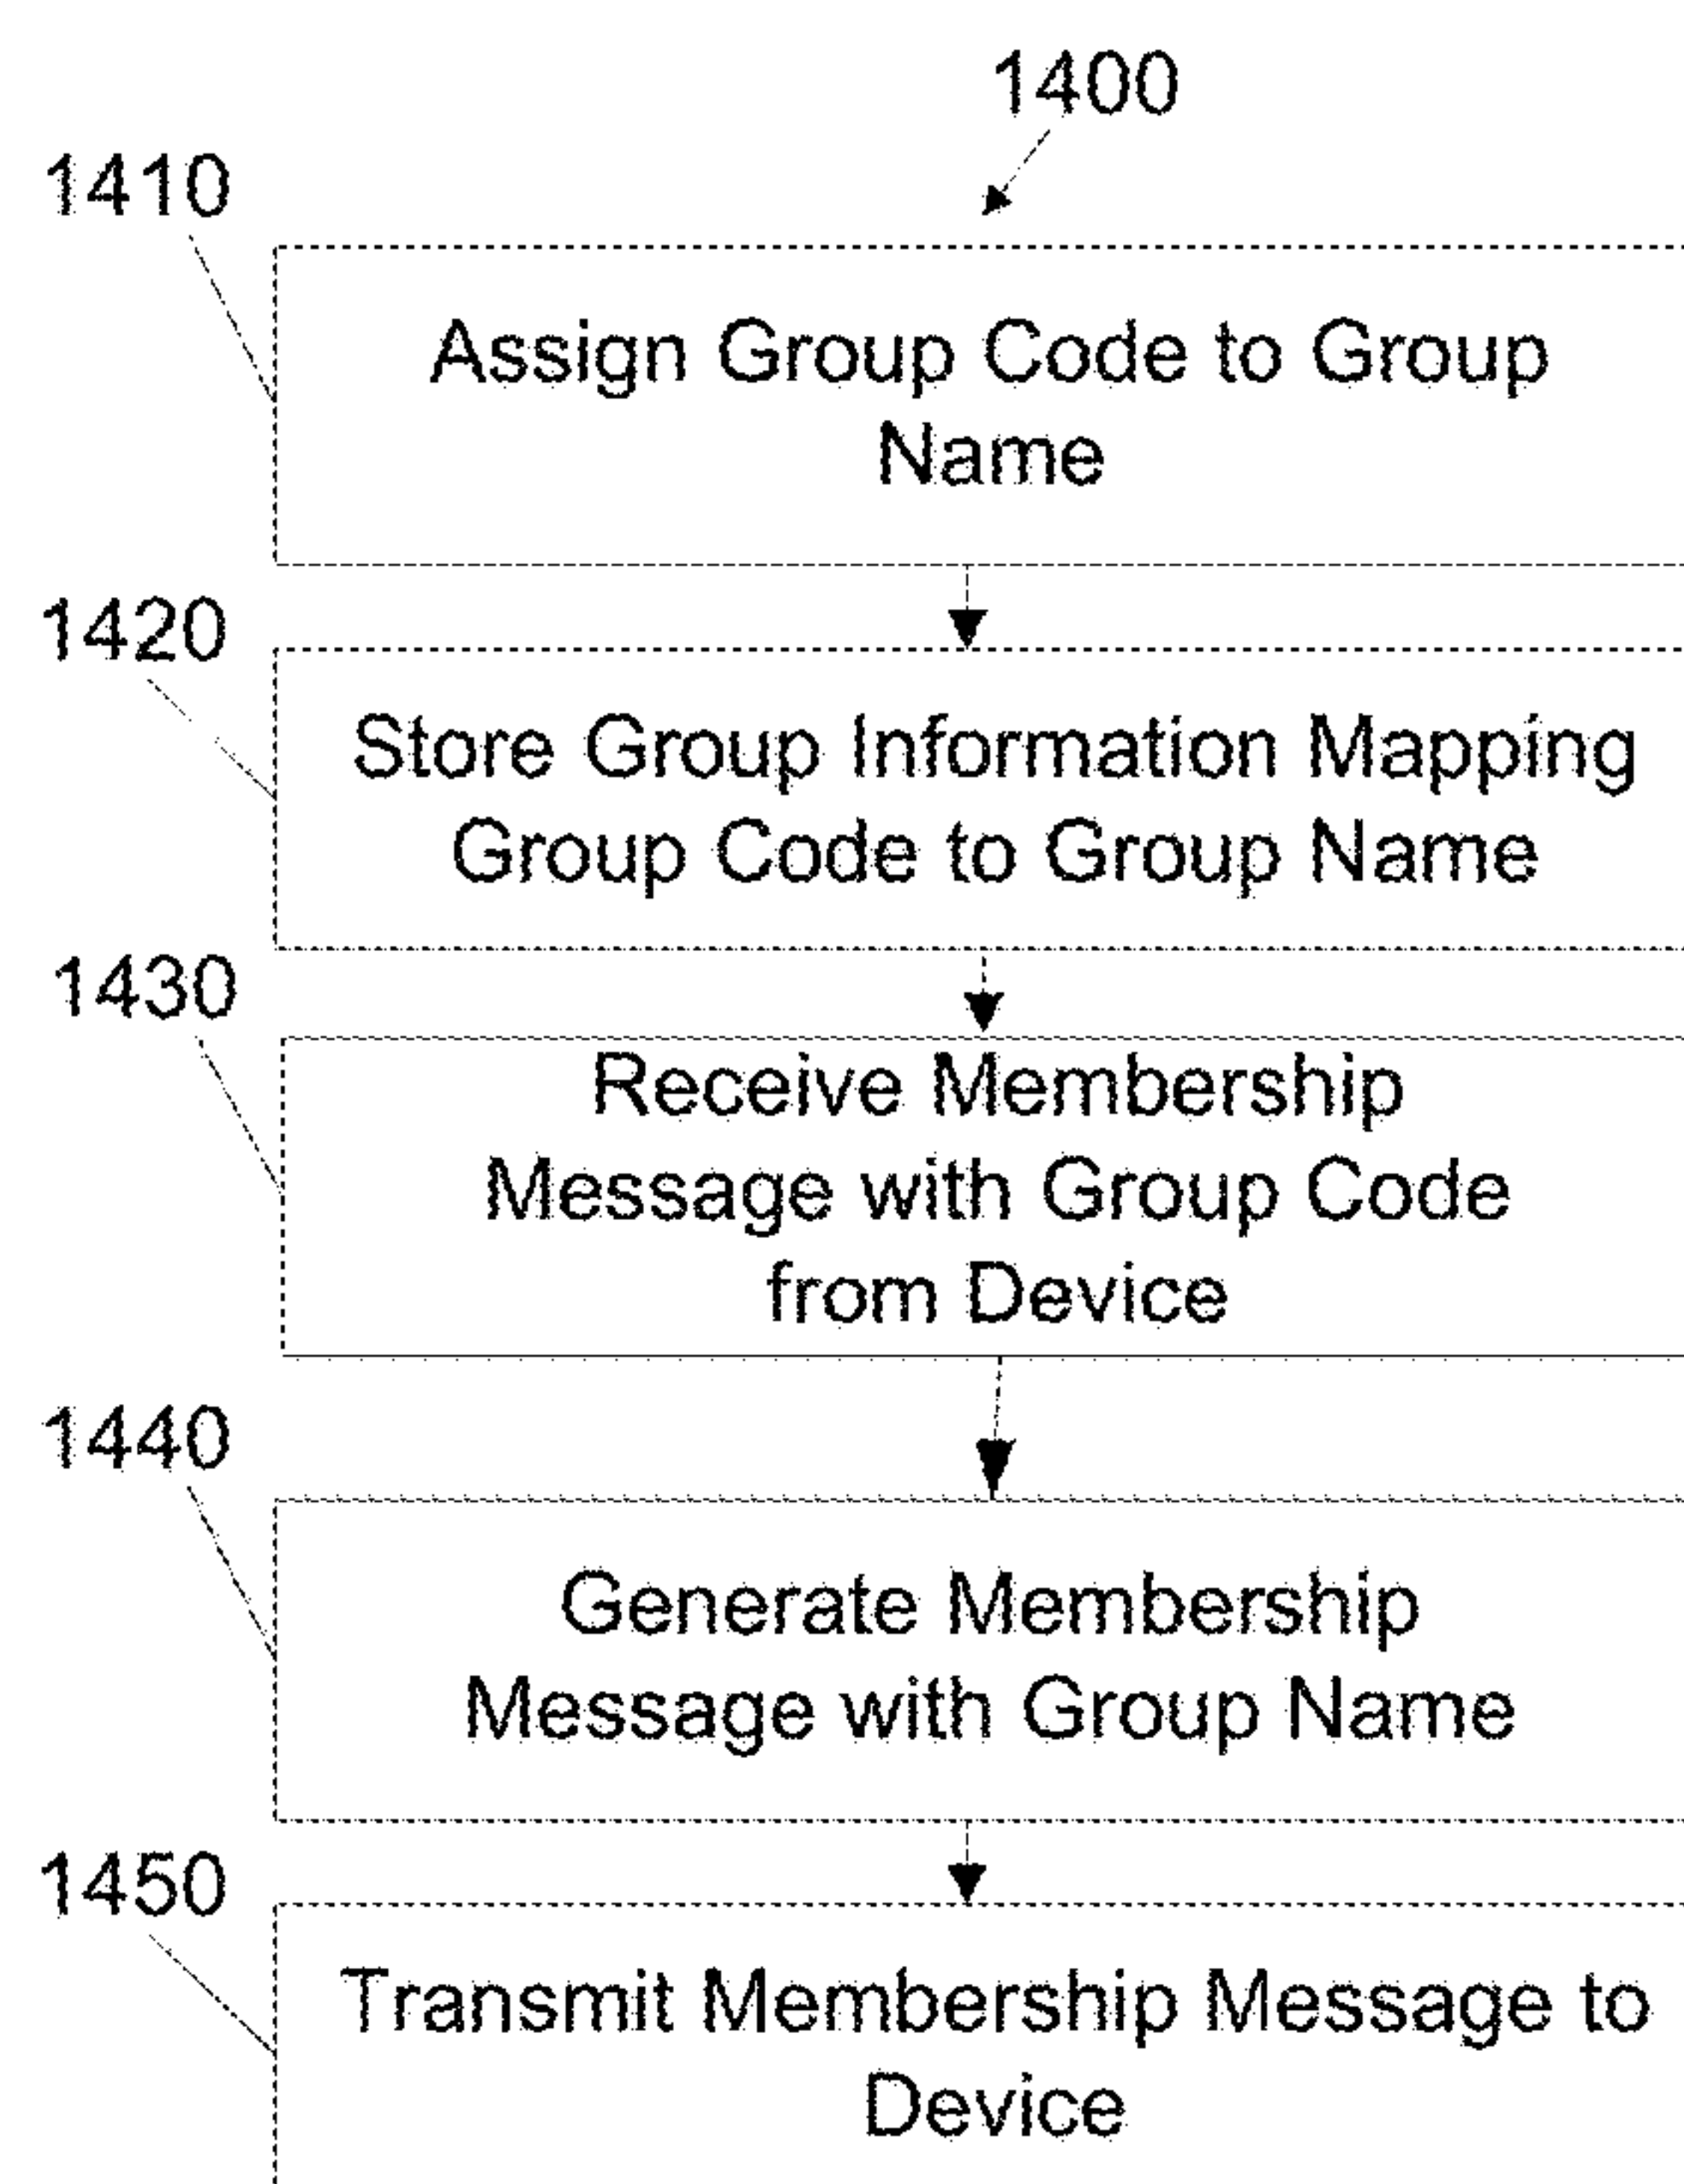 1400
1410
Assign Group Code to Group
Name
1420
Store Group Information Mapping
Group Code to Group Name
1430
Receive Membership
Message with Group Code
from Device
1440
Generate Membership
Message with Group Name
1450
Transmit Membership Message to
Device